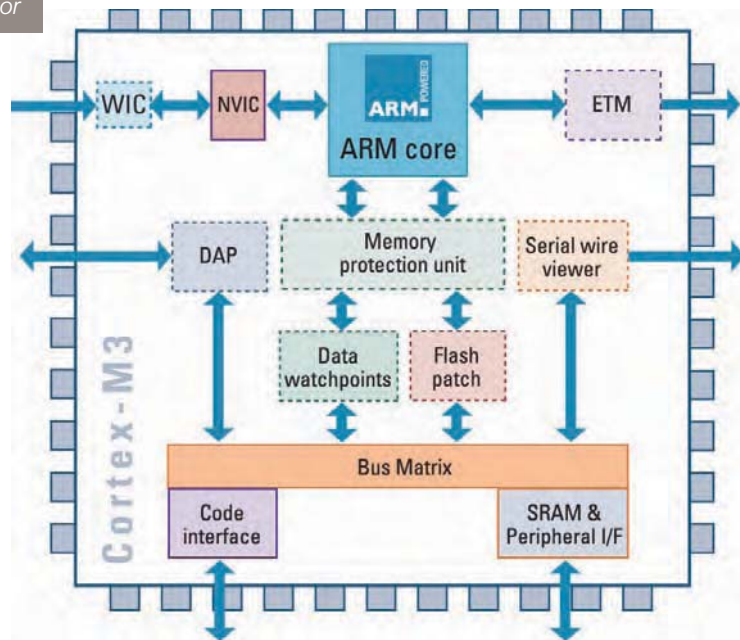 or
ARM
POWERED
WIC
NVIC
ARM core
ETM
DAP
Memory
protection unit
Serial wire
viewer
Data
watchpoints
Flash
patch
Cortex-M3
Bus Matrix
Code
interface
SRAM &
Peripheral I/F